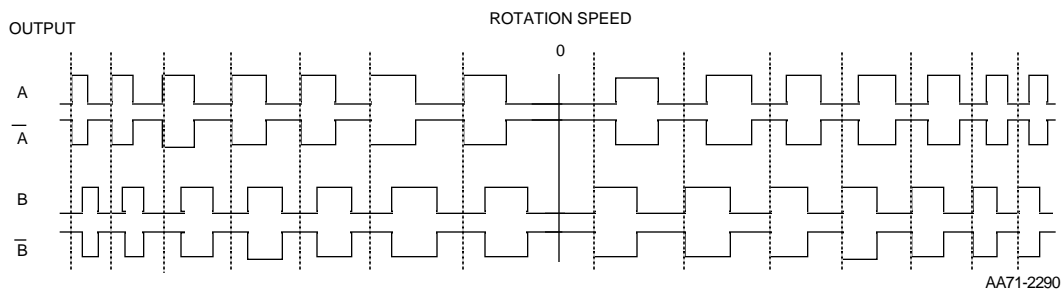 ROTATION SPEED
OUTPUT
0
A
A̅
B
B̅
AA71-2290